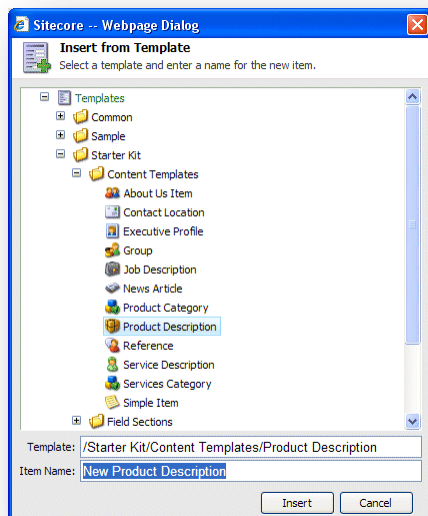 Sitecore -- Webpage Dialog
Insert from Template
Select a template and enter a name for the new item.
Templates
Common
Sample
Starter Kit
Content Templates
About Us Item
Contact Location
Executive Profile
Group
Job Description
News Article
Product Category
Product Description
Reference
Service Description
Services Category
Simple Item
Field Sections
Template: /Starter Kit/Content Templates/Product Description
Item Name: New Product Description
Insert Cancel